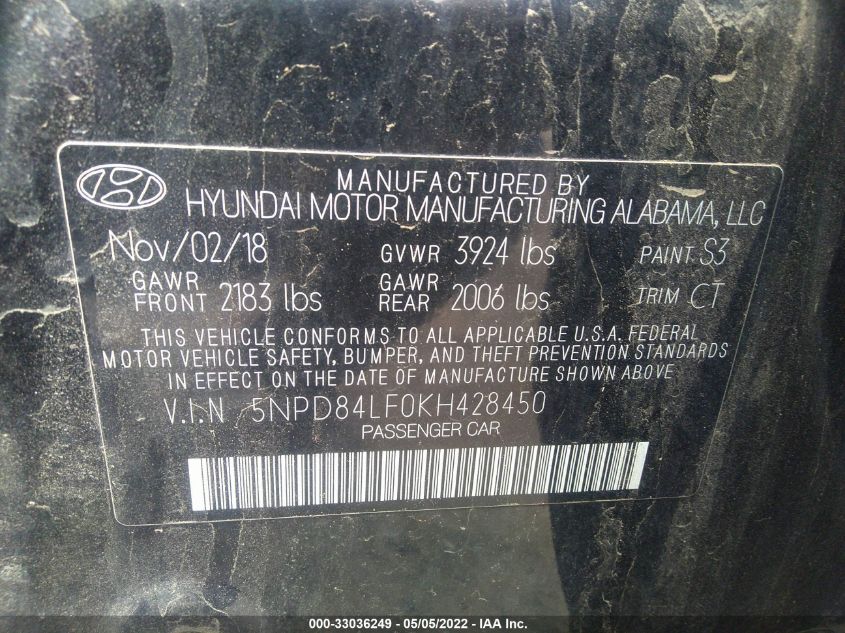 MANUFACTURED BY
HYUNDAI MOTOR MANUFACTURING ALABAMA, LLC
Nov/02/18 GVWR 3924 lbs PAINT S3
GAWR FRONT 2183 lbs GAWR REAR 2006 lbs TRIM CT
THIS VEHICLE CONFORMS TO ALL APPLICABLE U.S.A. FEDERAL
MOTOR VEHICLE SAFETY, BUMPER, AND THEFT PREVENTION STANDARDS
IN EFFECT ON THE DATE OF MANUFACTURE SHOWN ABOVE
V.I.N 5NPD84LF0KH428450
PASSENGER CAR
000-33036249 - 05/05/2022 - IAA Inc.